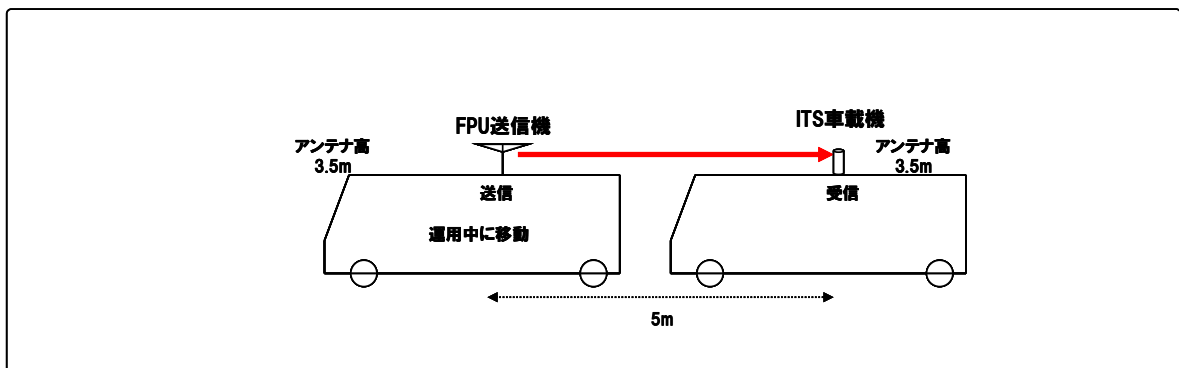 FPU送信機
ITS車載機
アンテナ高
3.5m
アンテナ高
3.5m
送信
受信
運用中に移動
5m